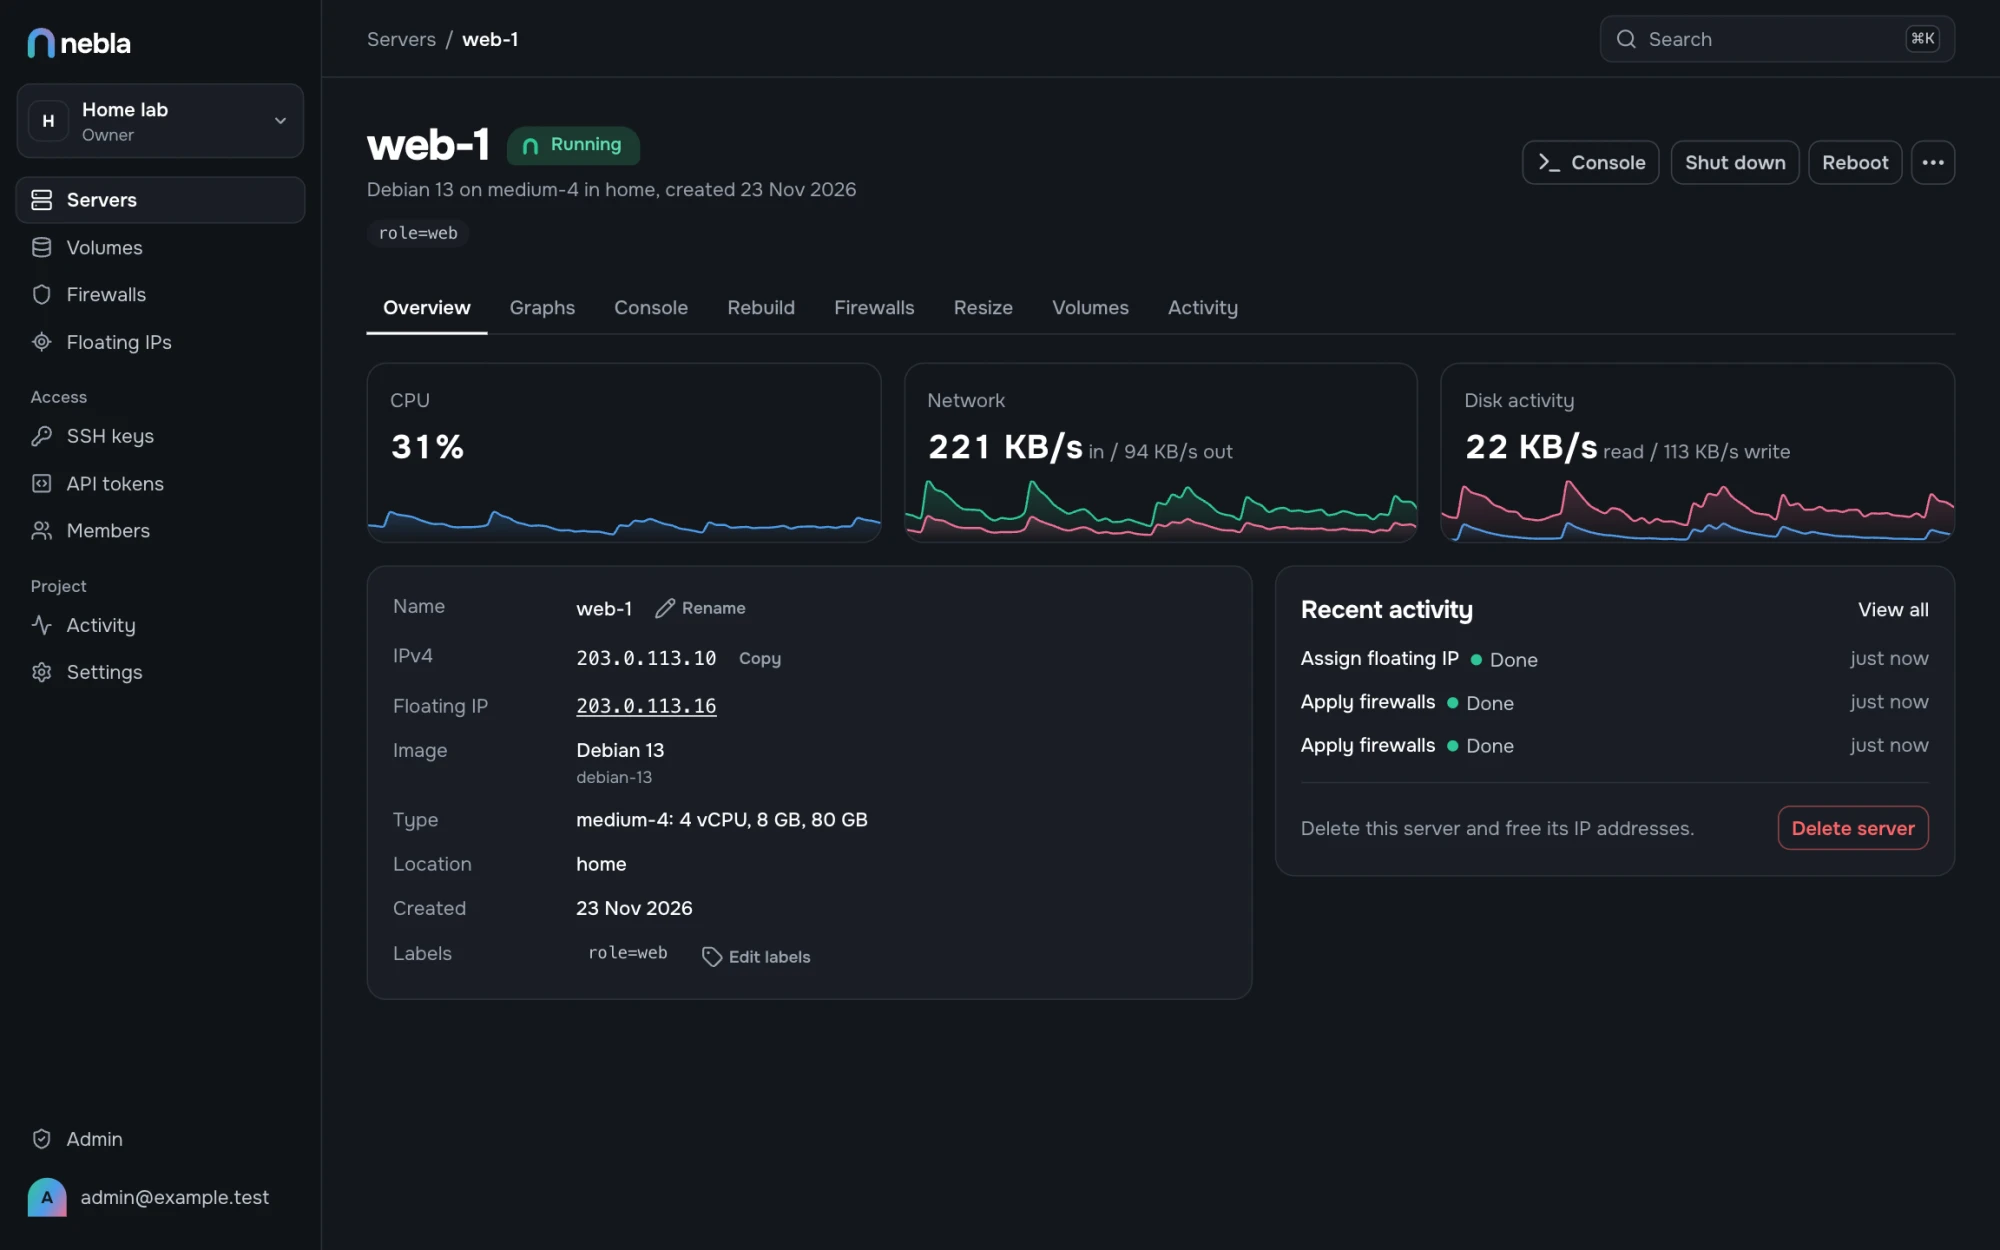 nebla
H
Home lab
Owner
Servers
Volumes
Firewalls
Floating IPs
Access
SSH keys
API tokens
Members
Project
Activity
Settings
Admin
A
admin@example.test
Servers / web-1
Search
⌘K
web-1
Running
Debian 13 on medium-4 in home, created 23 Nov 2026
role=web
Console
Shut down
Reboot
Overview
Graphs
Console
Rebuild
Firewalls
Resize
Volumes
Activity
CPU
31%
Network
221 KB/s in / 94 KB/s out
Disk activity
22 KB/s read / 113 KB/s write
Name
web-1
Rename
IPv4
203.0.113.10
Copy
Floating IP
203.0.113.16
Image
Debian 13
debian-13
Type
medium-4: 4 vCPU, 8 GB, 80 GB
Location
home
Created
23 Nov 2026
Labels
role=web
Edit labels
Recent activity
View all
Assign floating IP
Done
just now
Apply firewalls
Done
just now
Apply firewalls
Done
just now
Delete this server and free its IP addresses.
Delete server